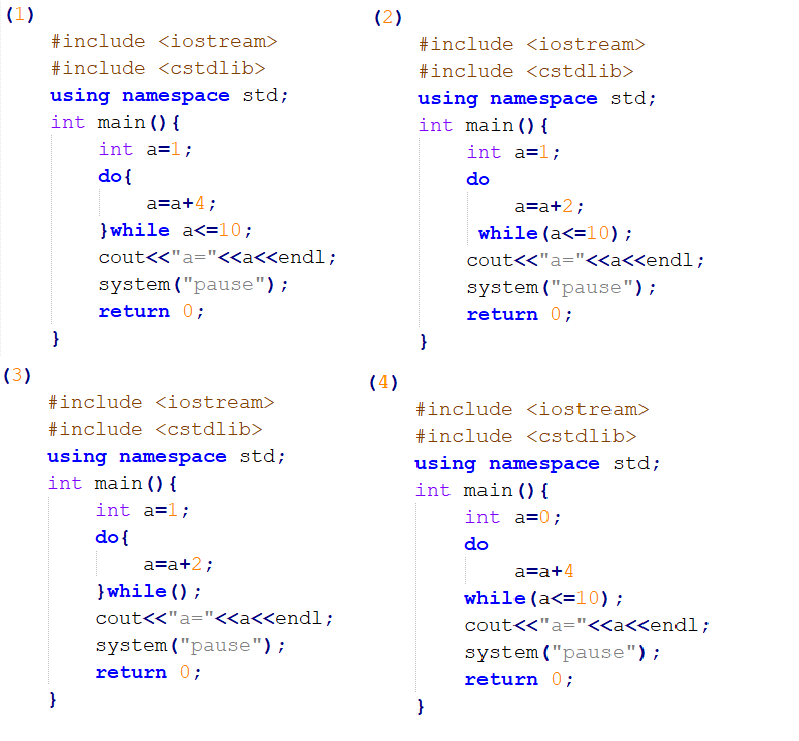 (1)
#include <iostream>
#include <cstdlib>
using namespace std;
int main(){
int a=1;
do{
a=a+4;
}while a<=10;
cout<<"a="<<a<<endl;
system("pause");
return 0;
}
(2)
#include <iostream>
#include <cstdlib>
using namespace std;
int main(){
int a=1;
do
a=a+2;
while(a<=10);
cout<<"a="<<a<<endl;
system("pause");
return 0;
}
(3)
#include <iostream>
#include <cstdlib>
using namespace std;
int main(){
int a=1;
do{
a=a+2;
}while();
cout<<"a="<<a<<endl;
system("pause");
return 0;
}
(4)
#include <iostream>
#include <cstdlib>
using namespace std;
int main(){
int a=0;
do
a=a+4
while(a<=10);
cout<<"a="<<a<<endl;
system("pause");
return 0;
}